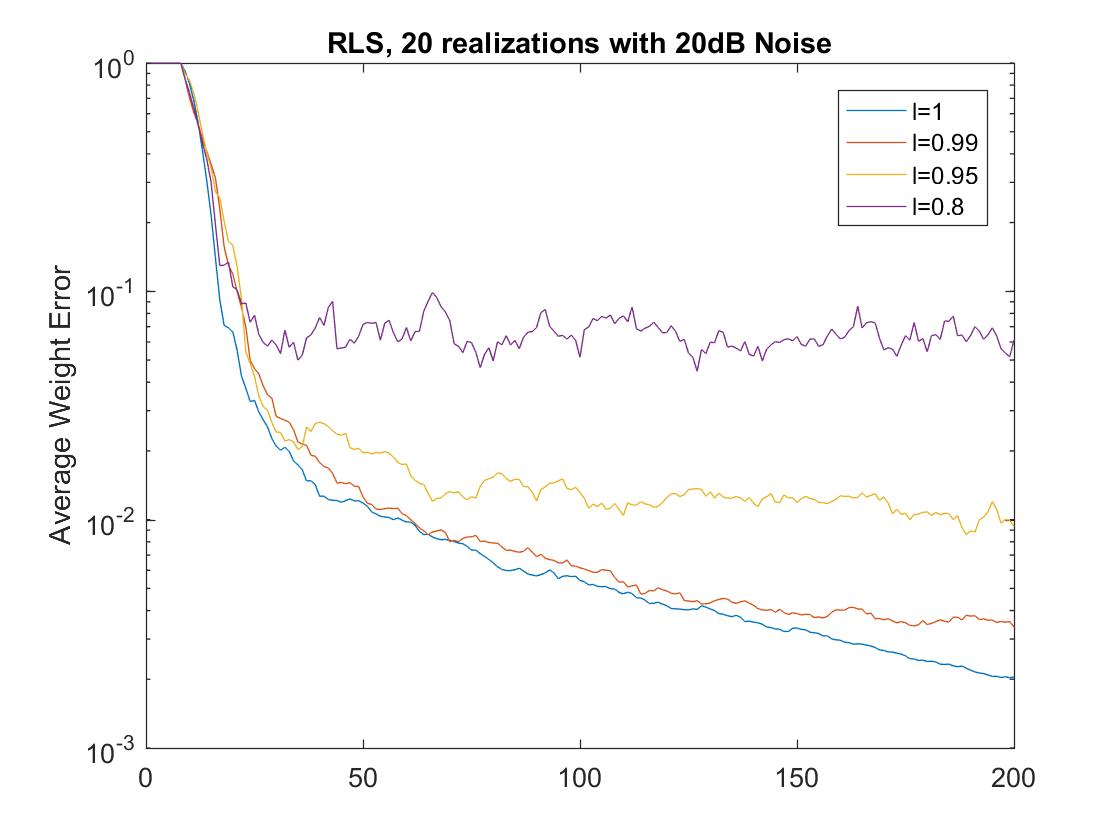 RLS, 20 realizations with 20dB Noise
10^0
10^-1
10^-2
10^-3
Average Weight Error
l=1
l=0.99
l=0.95
l=0.8
0 50 100 150 200